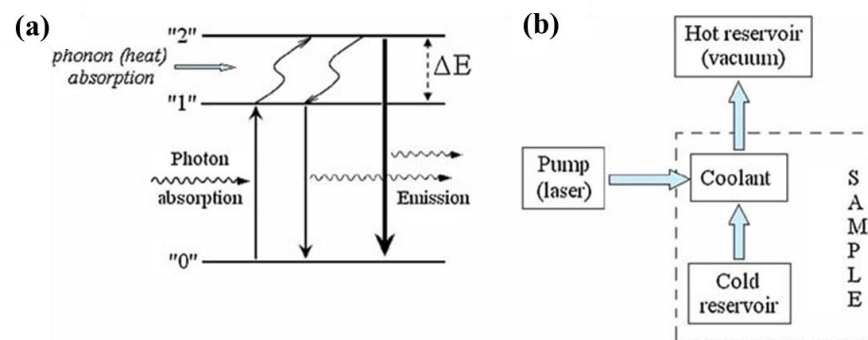 (a)
"2"
phonon (heat)
absorption
ΔE
"1"
Photon
absorption
Emission
"0"
(b)
Hot reservoir
(vacuum)
Pump
(laser)
Coolant
Cold
reservoir
S
A
M
P
L
E